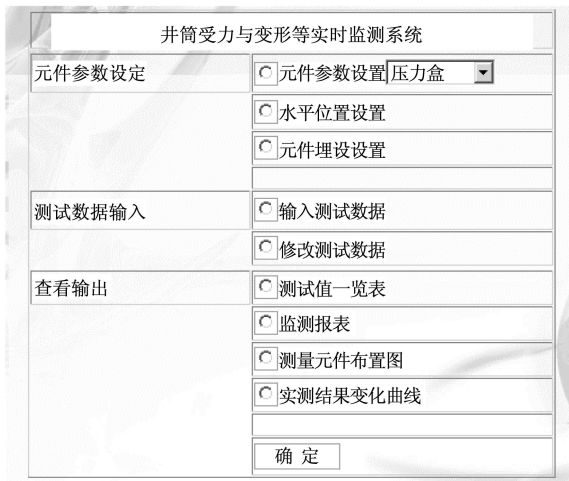 井筒受力与变形等实时监测系统
元件参数设定 元件参数设置 压力盒
水平位置设置
元件埋设设置
测试数据输入 输入测试数据
修改测试数据
查看输出 测试值一览表
监测报表
测量元件布置图
实测结果变化曲线
确 定